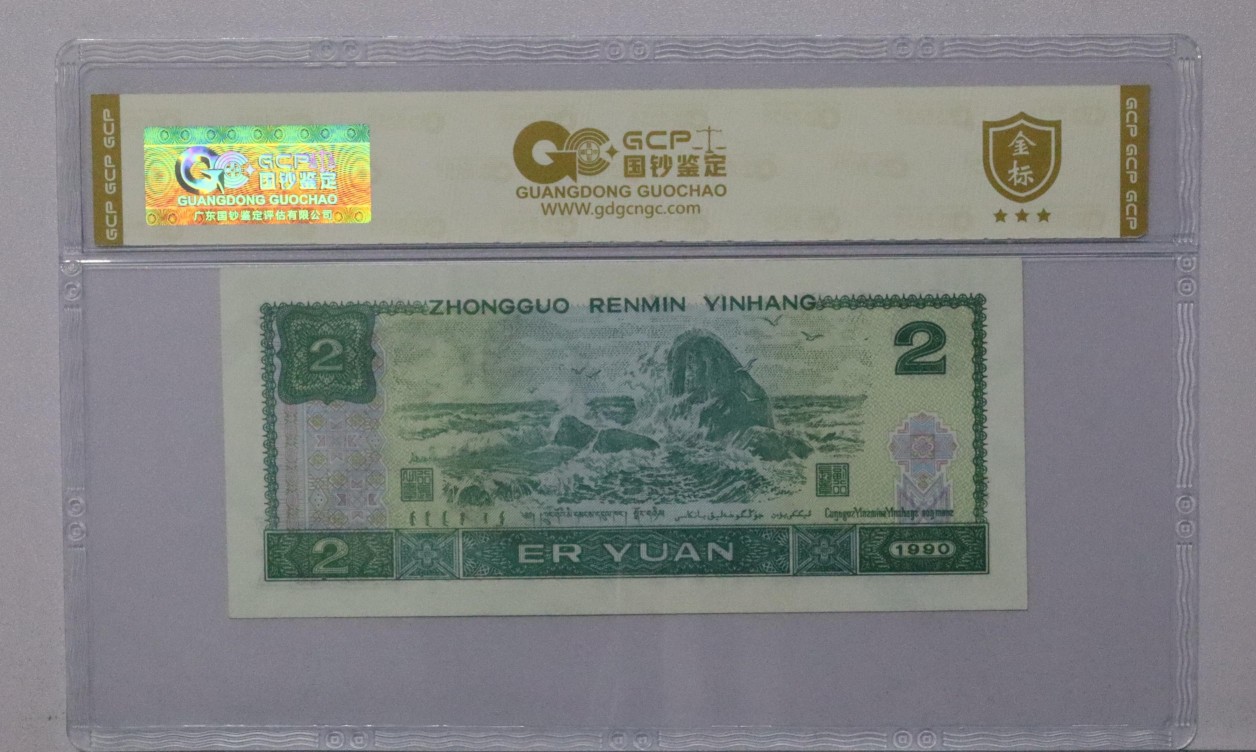 GCP GCP GCP
GCP
国钞鉴定
GUANGDONG GUOCHAO
广东国钞鉴定评估有限公司
GCP
国钞鉴定
GUANGDONG GUOCHAO
WWW.gdgcngc.com
金标
GCP GCP GCP
ZHONGGUO RENMIN YINHANG
2
2
2
ER YUAN
1990